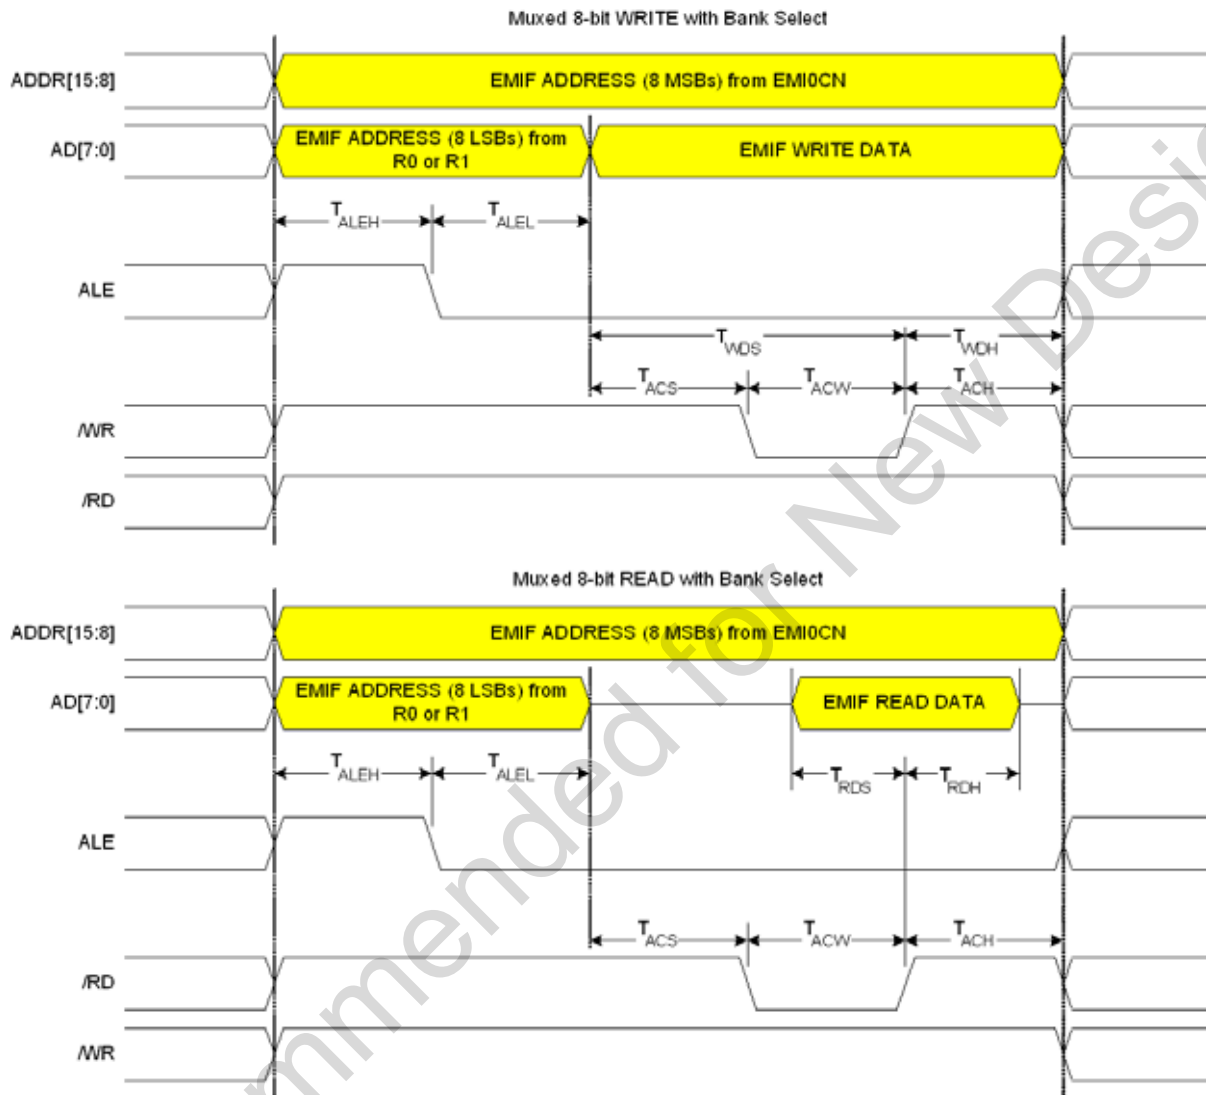 Muxed 8-bit WRITE with Bank Select
ADDR[15:8]
EMIF ADDRESS (8 MSBs) from EMI0CN
AD[7:0]
EMIF ADDRESS (8 LSBs) from
R0 or R1
EMIF WRITE DATA
TALEH
TALEL
ALE
TWDS
TWDH
TACS
TACW
TACH
/WR
/RD
Muxed 8-bit READ with Bank Select
ADDR[15:8]
EMIF ADDRESS (8 MSBs) from EMI0CN
AD[7:0]
EMIF ADDRESS (8 LSBs) from
R0 or R1
EMIF READ DATA
TALEH
TALEL
TRDS
TRDH
ALE
TACS
TACW
TACH
/RD
/WR
mmended for New Desig